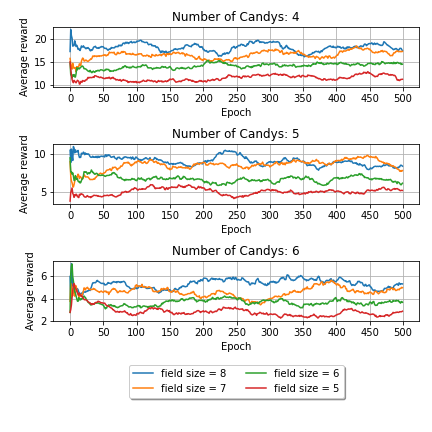 Number of Candys: 4
Average reward
20
15
10
0 50 100 150 200 250 300 350 400 450 500
Epoch
Number of Candys: 5
Average reward
10
5
0 50 100 150 200 250 300 350 400 450 500
Epoch
Number of Candys: 6
Average reward
6
4
2
0 50 100 150 200 250 300 350 400 450 500
Epoch
field size = 8 field size = 6
field size = 7 field size = 5